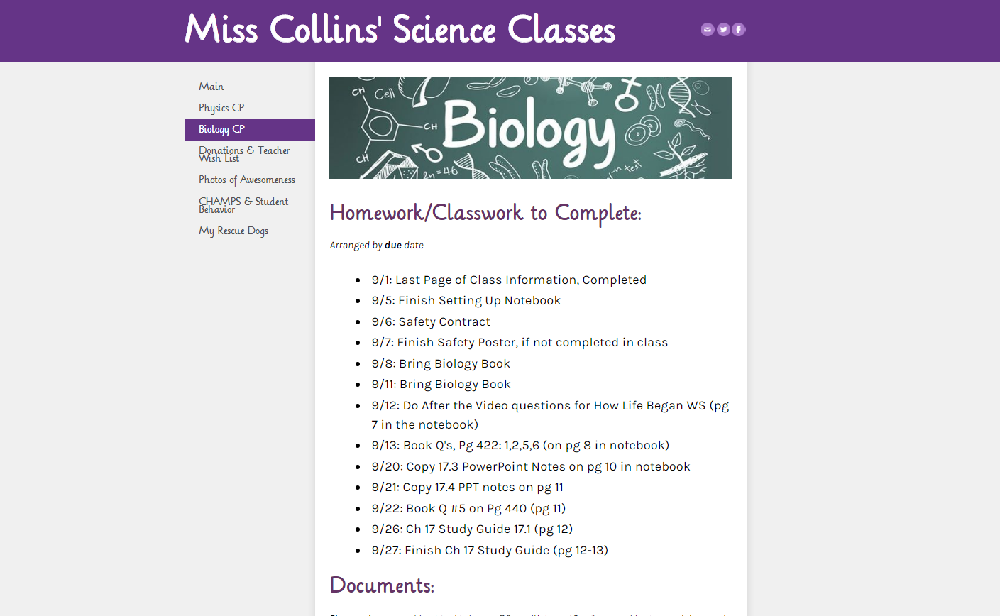 Miss Collins' Science Classes
Main
Physics CP
Biology CP
Donations & Teacher
Wish List
Photos of Awesomeness
CHAMPS & Student
Behavior
My Rescue Dogs
CH
Cell
CH
CH
2n=46
test
Biology
Homework/Classwork to Complete:
Arranged by due date
9/1: Last Page of Class Information, Completed
9/5: Finish Setting Up Notebook
9/6: Safety Contract
9/7: Finish Safety Poster, if not completed in class
9/8: Bring Biology Book
9/11: Bring Biology Book
9/12: Do After the Video questions for How Life Began WS (pg
7 in the notebook)
9/13: Book Q's, Pg 422: 1,2,5,6 (on pg 8 in notebook)
9/20: Copy 17.3 PowerPoint Notes on pg 10 in notebook
9/21: Copy 17.4 PPT notes on pg 11
9/22: Book Q #5 on Pg 440 (pg 11)
9/26: Ch 17 Study Guide 17.1 (pg 12)
9/27: Finish Ch 17 Study Guide (pg 12-13)
Documents: